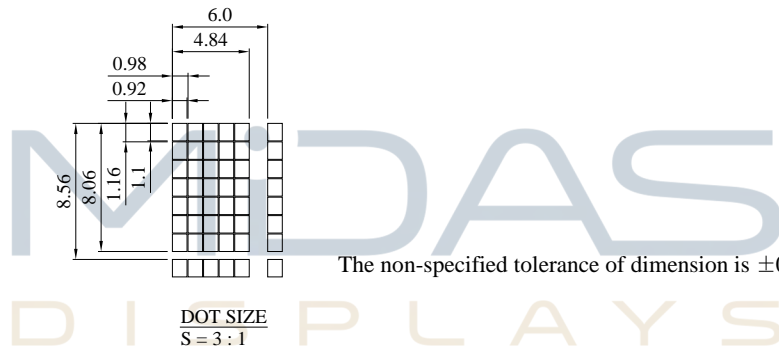 6.0
4.84
0.98
0.92
8.56
8.06
1.16
1.1
MiDAS
DISPLAYS
The non-specified tolerance of dimension is ±
DOT SIZE
S = 3 : 1